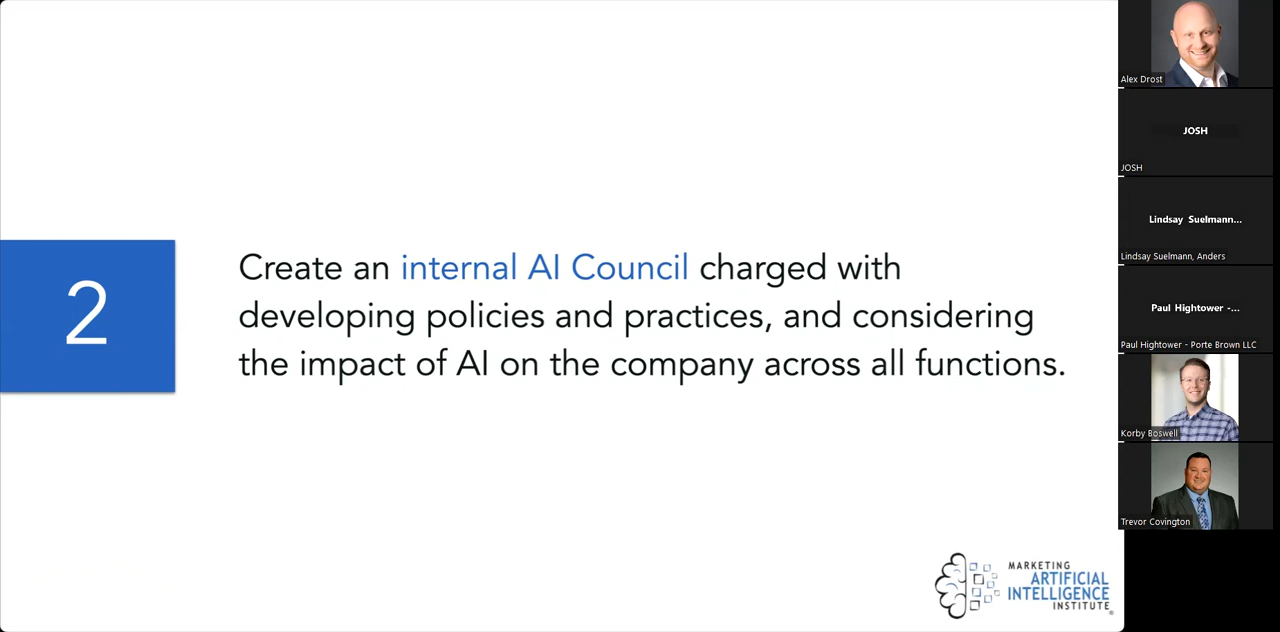 2
Create an internal AI Council charged with
developing policies and practices, and considering
the impact of AI on the company across all functions.
MARKETING
ARTIFICIAL
INTELLIGENCE
INSTITUTE
Alex Drost
JOSH
JOSH
Lindsay Suelmann...
Lindsay Suelmann, Anders
Paul Hightower -...
Paul Hightower - Porte Brown LLC
Korby Boswell
Trevor Covington